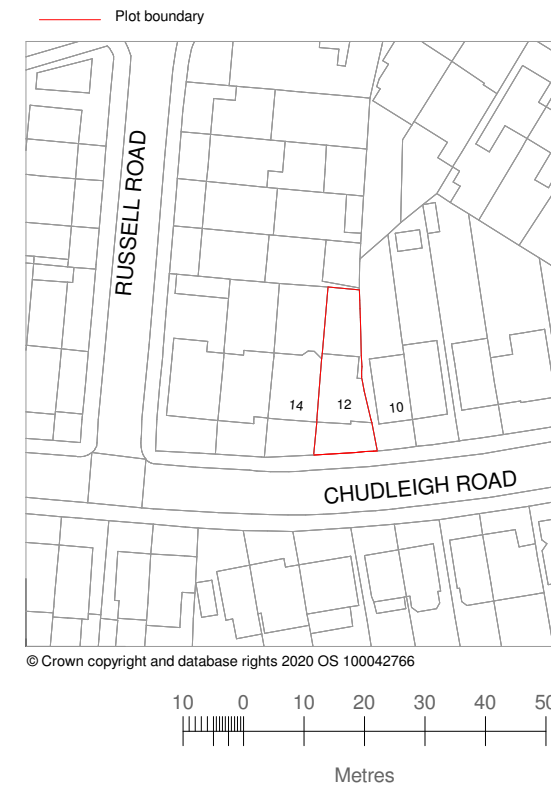 Plot boundary
RUSSELL ROAD
14
12
10
CHUDLEIGH ROAD
© Crown copyright and database rights 2020 OS 100042766
10 0 10 20 30 40 50
Metres